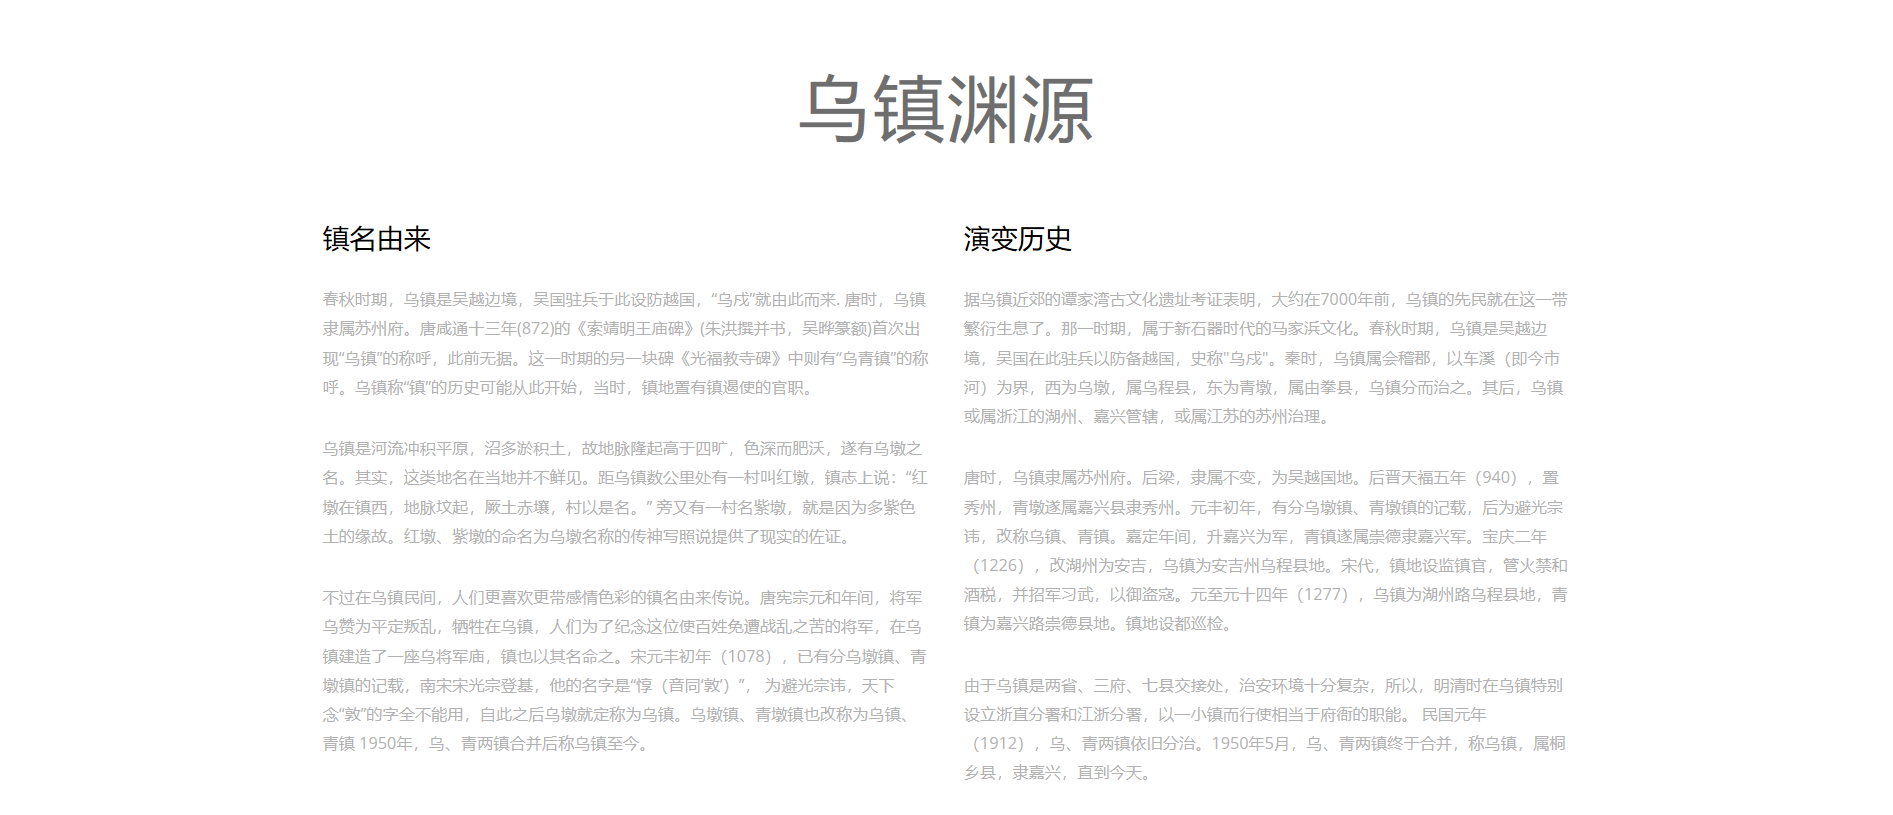 乌镇渊源
镇名由来
春秋时期，乌镇是吴越边境，吴国驻兵于此设防越国，“乌戍”就由此而来. 唐时，乌镇
隶属苏州府。唐咸通十三年(872)的《索靖明王庙碑》(朱洪撰并书，吴晔篆额)首次出
现“乌镇”的称呼，此前无据。这一时期的另一块碑《光福教寺碑》中则有“乌青镇”的称
呼。乌镇称“镇”的历史可能从此开始，当时，镇地置有镇遏使的官职。
乌镇是河流冲积平原，沼多淤积土，故地脉隆起高于四旷，色深而肥沃，遂有乌墩之
名。其实，这类地名在当地并不鲜见。距乌镇数公里处有一村叫红墩，镇志上说：“红
墩在镇西，地脉坟起，厥土赤壤，村以是名。” 旁又有一村名紫墩，就是因为多紫色
土的缘故。红墩、紫墩的命名为乌墩名称的传神写照说提供了现实的佐证。
不过在乌镇民间，人们更喜欢更带感情色彩的镇名由来传说。唐宪宗元和年间，将军
乌赞为平定叛乱，牺牲在乌镇，人们为了纪念这位使百姓免遭战乱之苦的将军，在乌
镇建造了一座乌将军庙，镇也以其名命之。宋元丰初年（1078），已有分乌墩镇、青
墩镇的记载，南宋宋光宗登基，他的名字是“惇（音同‘敦’）”， 为避光宗讳，天下
念“敦”的字全不能用，自此之后乌墩就定称为乌镇。乌墩镇、青墩镇也改称为乌镇、
青镇 1950年，乌、青两镇合并后称乌镇至今。
演变历史
据乌镇近郊的谭家湾古文化遗址考证表明，大约在7000年前，乌镇的先民就在这一带
繁衍生息了。那一时期，属于新石器时代的马家浜文化。春秋时期，乌镇是吴越边
境，吴国在此驻兵以防备越国，史称"乌戍"。秦时，乌镇属会稽郡，以车溪（即今市
河）为界，西为乌墩，属乌程县，东为青墩，属由拳县，乌镇分而治之。其后，乌镇
或属浙江的湖州、嘉兴管辖，或属江苏的苏州治理。
唐时，乌镇隶属苏州府。后梁，隶属不变，为吴越国地。后晋天福五年（940），置
秀州，青墩遂属嘉兴县隶秀州。元丰初年，有分乌墩镇、青墩镇的记载，后为避光宗
讳，改称乌镇、青镇。嘉定年间，升嘉兴为军，青镇遂属崇德隶嘉兴军。宝庆二年
（1226），改湖州为安吉，乌镇为安吉州乌程县地。宋代，镇地设监镇官，管火禁和
酒税，并招军习武，以御盗寇。元至元十四年（1277），乌镇为湖州路乌程县地，青
镇为嘉兴路崇德县地。镇地设都巡检。
由于乌镇是两省、三府、七县交接处，治安环境十分复杂，所以，明清时在乌镇特别
设立浙直分署和江浙分署，以一小镇而行使相当于府衙的职能。 民国元年
（1912），乌、青两镇依旧分治。1950年5月，乌、青两镇终于合并，称乌镇，属桐
乡县，隶嘉兴，直到今天。